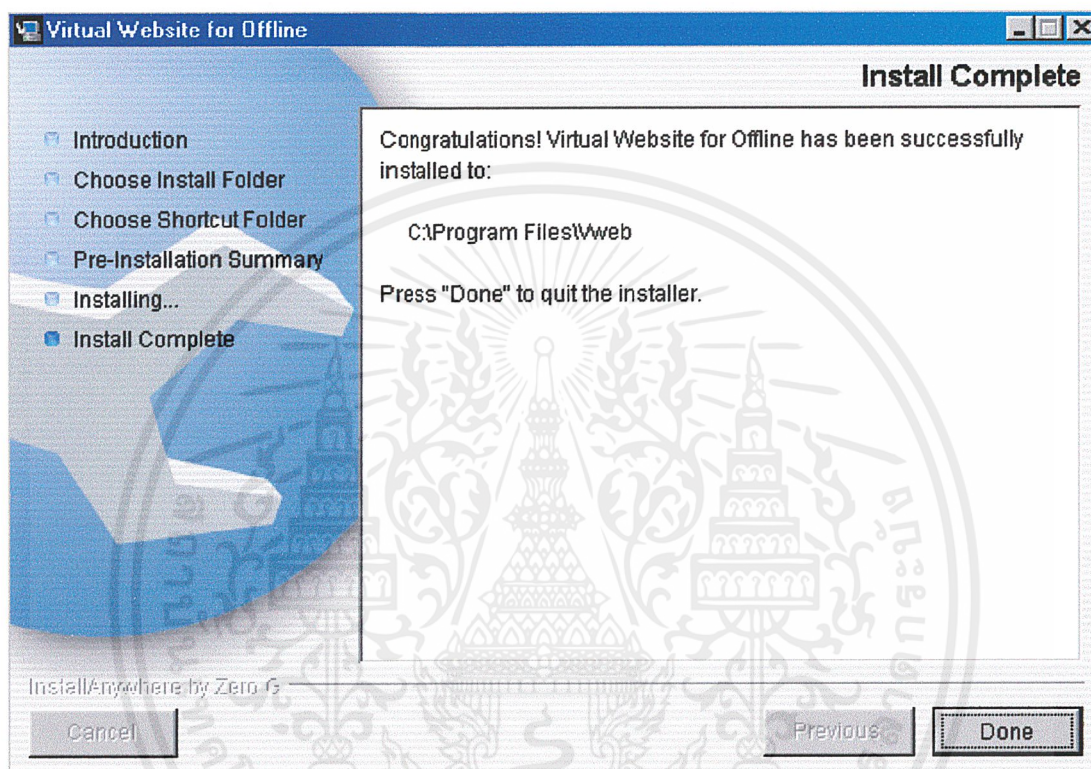 Virtual Website for Offline
Install Complete
Introduction
Choose Install Folder
Choose Shortcut Folder
Pre-Installation Summary
Installing...
Install Complete
Congratulations! Virtual Website for Offline has been successfully
installed to:
C:\Program Files\Vweb
Press "Done" to quit the installer.
InstallAnywhere by Zero G
Cancel
Previous
Done